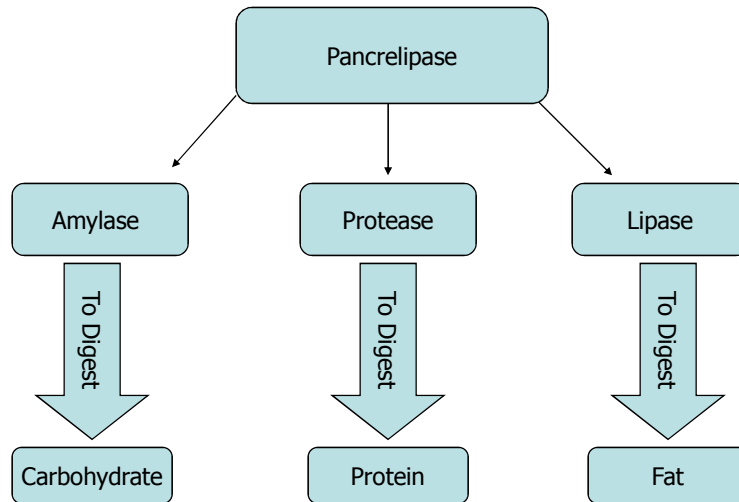 Pancrelipase
Amylase
Protease
Lipase
To Digest
To Digest
To Digest
Carbohydrate
Protein
Fat